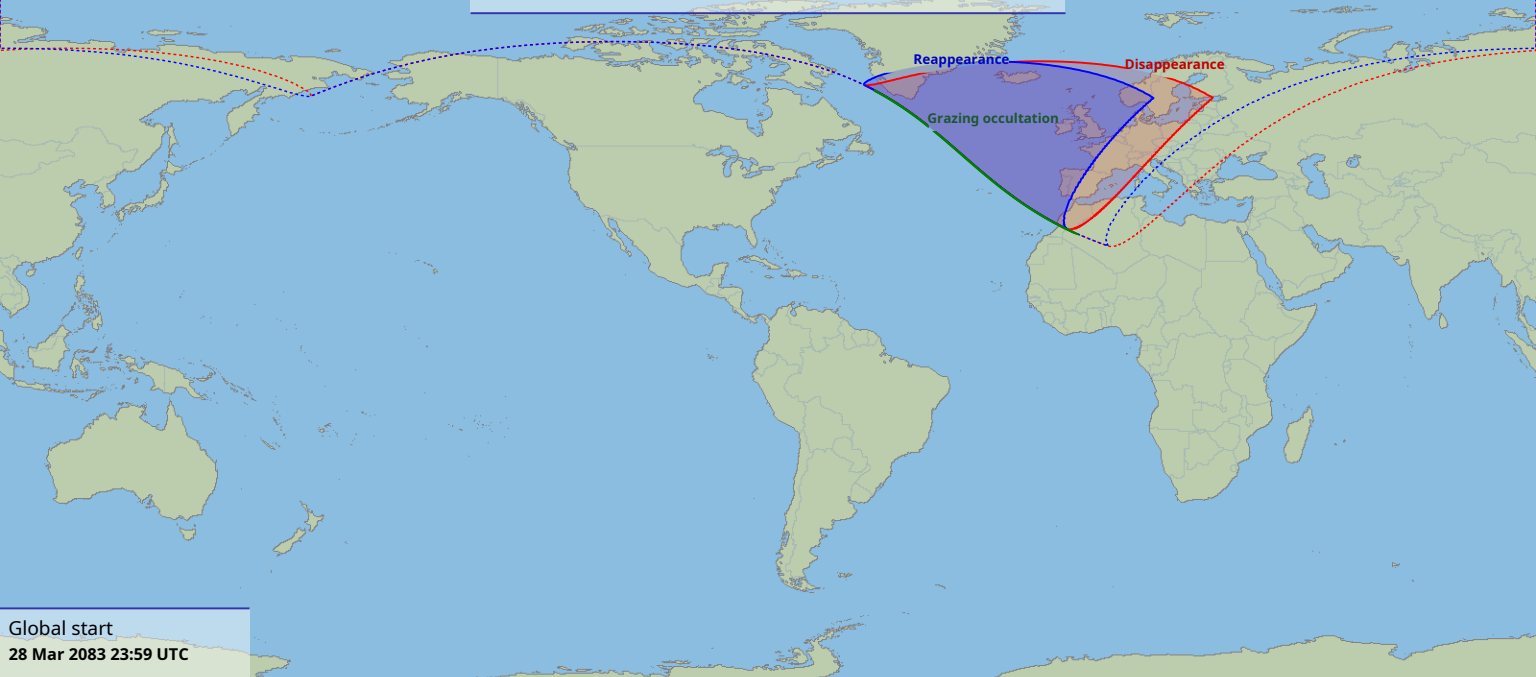 Reappearance
Disappearance
Grazing occultation
Global start
28 Mar 2083 23:59 UTC